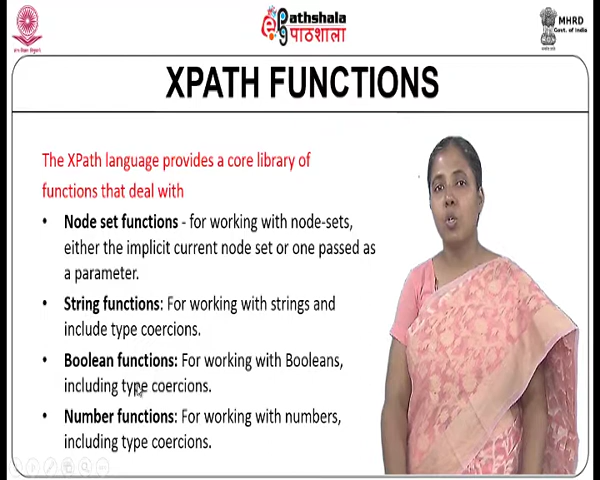 ePathshala
पाठशाला
MHRD
Govt. of India
XPATH FUNCTIONS
The XPath language provides a core library of
functions that deal with
• Node set functions - for working with node-sets,
either the implicit current node set or one passed as
a parameter.
• String functions: For working with strings and
include type coercions.
• Boolean functions: For working with Booleans,
including type coercions.
• Number functions: For working with numbers,
including type coercions.